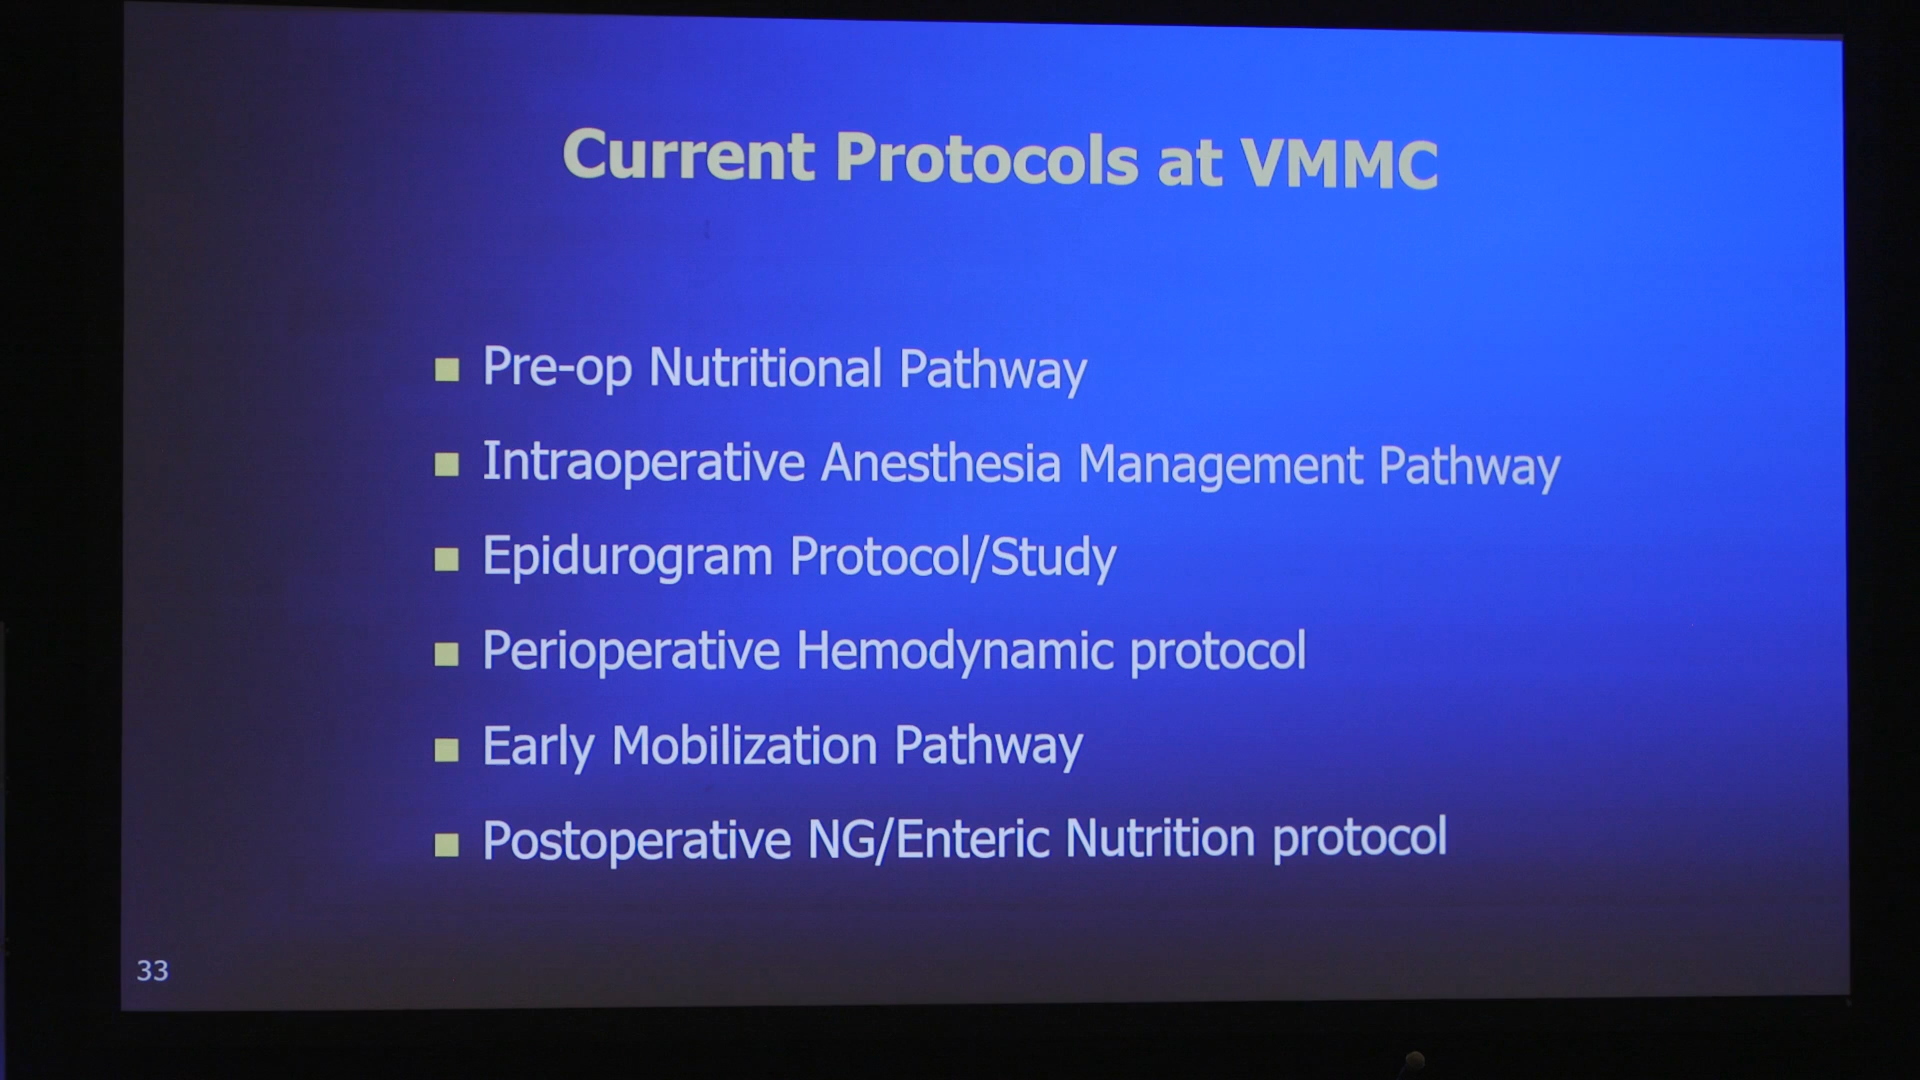 Current Protocols at VMMC
Pre-op Nutritional Pathway
Intraoperative Anesthesia Management Pathway
Epidurogram Protocol/Study
Perioperative Hemodynamic protocol
Early Mobilization Pathway
Postoperative NG/Enteric Nutrition protocol
33